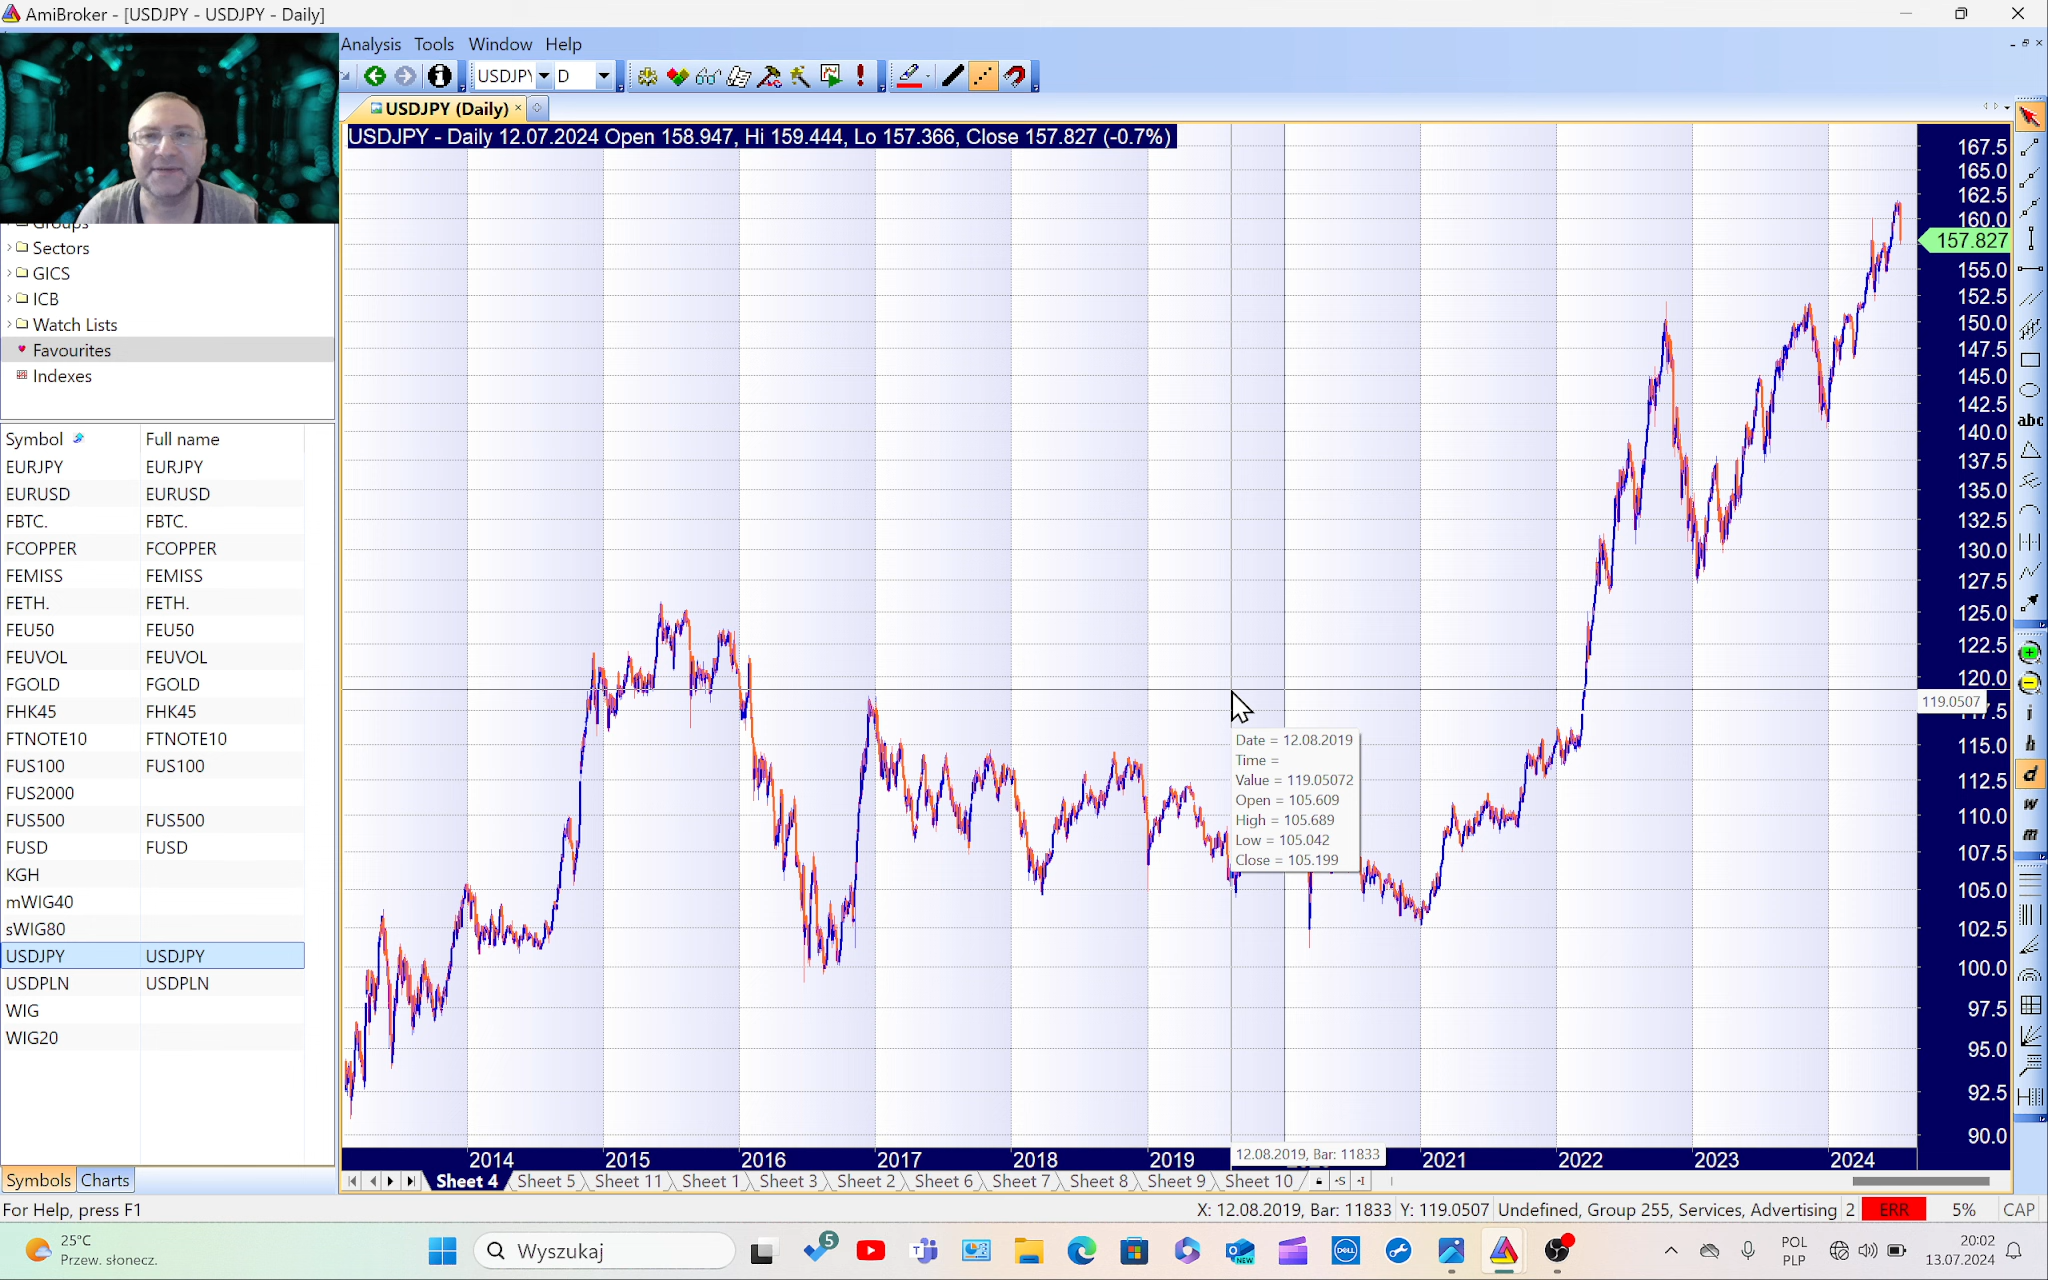 AmiBroker - [USDJPY - USDJPY - Daily]
Analysis Tools Window Help
USDJPY D
USDJPY (Daily)
USDJPY - Daily 12.07.2024 Open 158.947, Hi 159.444, Lo 157.366, Close 157.827 (-0.7%)
Groups
Sectors
GICS
ICB
Watch Lists
Favourites
Indexes
Symbol Full name
EURJPY EURJPY
EURUSD EURUSD
FBTC. FBTC.
FCOPPER FCOPPER
FEMISS FEMISS
FETH. FETH.
FEU50 FEU50
FEUVOL FEUVOL
FGOLD FGOLD
FHK45 FHK45
FTNOTE10 FTNOTE10
FUS100 FUS100
FUS2000
FUS500 FUS500
FUSD FUSD
KGH
mWIG40
sWIG80
USDJPY USDJPY
USDPLN USDPLN
WIG
WIG20
Symbols Charts
Date = 12.08.2019
Time =
Value = 119.05072
Open = 105.609
High = 105.689
Low = 105.042
Close = 105.199
167.5
165.0
162.5
160.0
157.827
155.0
152.5
150.0
147.5
145.0
142.5
140.0
137.5
135.0
132.5
130.0
127.5
125.0
122.5
120.0
119.0507
115.0
112.5
110.0
107.5
105.0
102.5
100.0
97.5
95.0
92.5
90.0
abc
i
h
d
w
m
2014 2015 2016 2017 2018 2019 12.08.2019, Bar: 11833 2021 2022 2023 2024
Sheet 4 Sheet 5 Sheet 11 Sheet 1 Sheet 3 Sheet 2 Sheet 6 Sheet 7 Sheet 8 Sheet 9 Sheet 10
For Help, press F1
X: 12.08.2019, Bar: 11833 Y: 119.0507 Undefined, Group 255, Services, Advertising 2 ERR 5% CAP
25°C
Przew. słonecz.
Wyszukaj
5
NEW
DELL
POL
PLP
20:02
13.07.2024